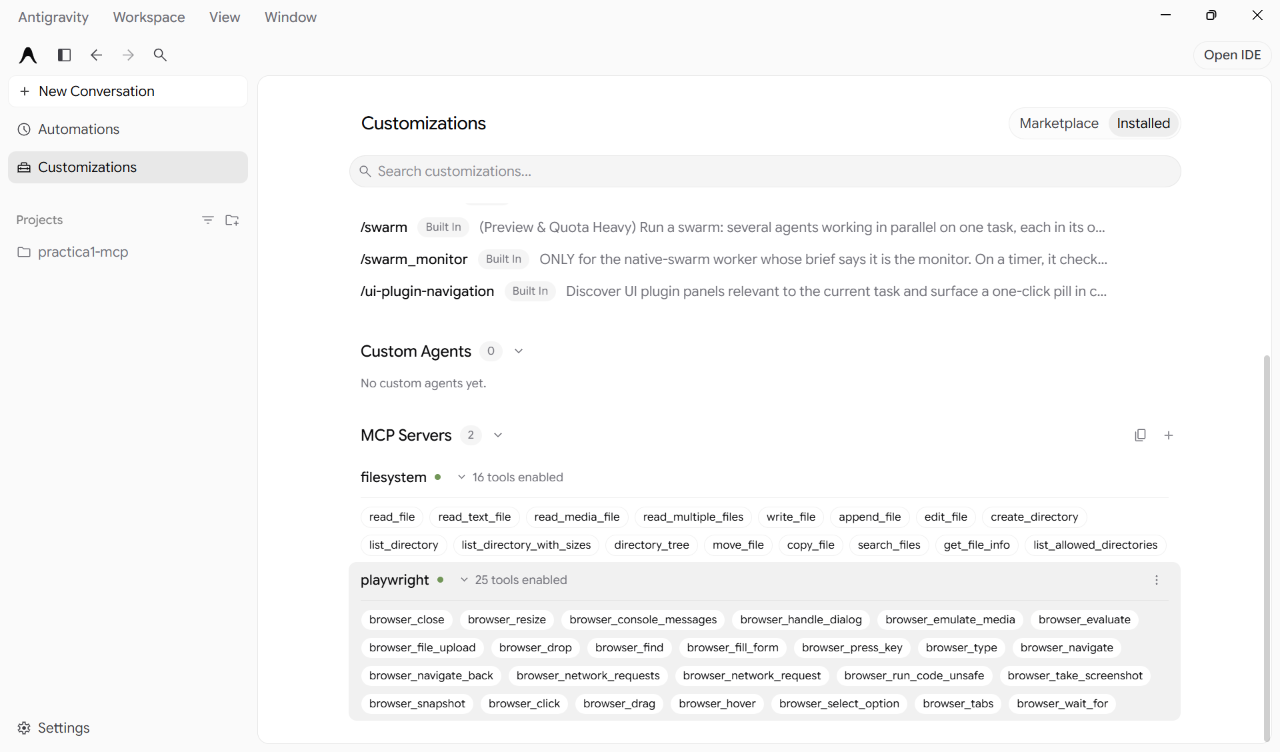 Antigravity Workspace View Window
Open IDE
New Conversation
Automations
Customizations
Projects
practica1-mcp
Settings
Customizations
Marketplace Installed
Search customizations...
/swarm Built In (Preview & Quota Heavy) Run a swarm: several agents working in parallel on one task, each in its o...
/swarm_monitor Built In ONLY for the native-swarm worker whose brief says it is the monitor. On a timer, it check...
/ui-plugin-navigation Built In Discover UI plugin panels relevant to the current task and surface a one-click pill in c...
Custom Agents 0
No custom agents yet.
MCP Servers 2
filesystem 16 tools enabled
read_file read_text_file read_media_file read_multiple_files write_file append_file edit_file create_directory
list_directory list_directory_with_sizes directory_tree move_file copy_file search_files get_file_info list_allowed_directories
playwright 25 tools enabled
browser_close browser_resize browser_console_messages browser_handle_dialog browser_emulate_media browser_evaluate
browser_file_upload browser_drop browser_find browser_fill_form browser_press_key browser_type browser_navigate
browser_navigate_back browser_network_requests browser_network_request browser_run_code_unsafe browser_take_screenshot
browser_snapshot browser_click browser_drag browser_hover browser_select_option browser_tabs browser_wait_for